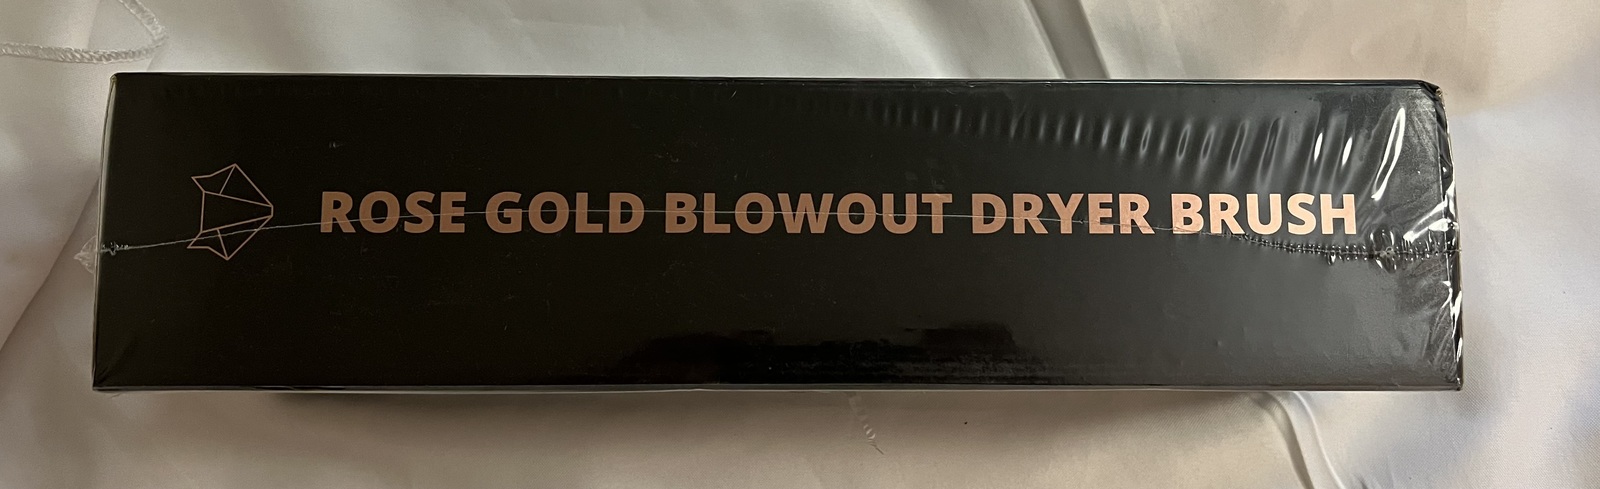 ROSE GOLD BLOWOUT DRYER BRUSH